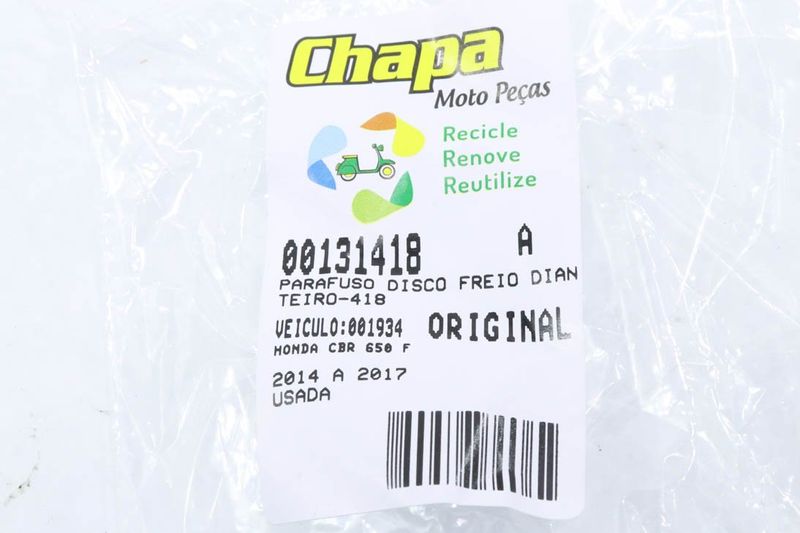 Chapa
Moto Peças
Recicle
Renove
Reutilize
00131418 A
PARAFUSO DISCO FREIO DIAN
TEIRO-418
VEICULO:001934 ORIGINAL
HONDA CBR 650 F
2014 A 2017
USADA